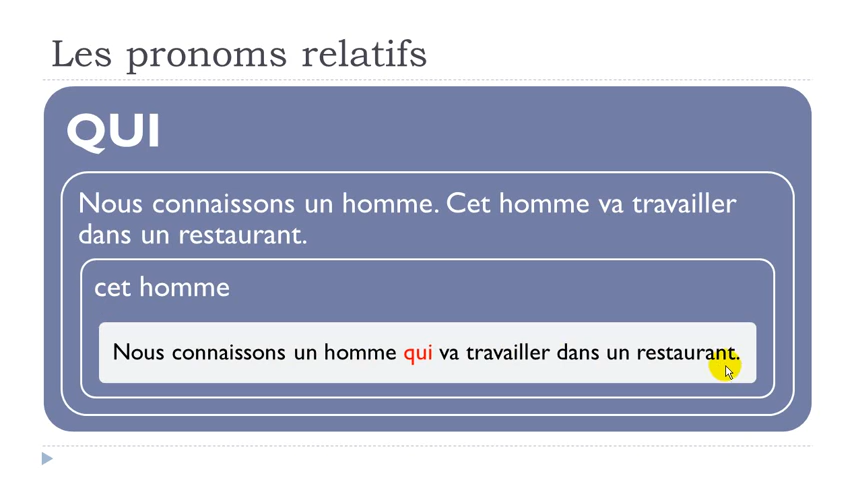 Les pronoms relatifs
QUI
Nous connaissons un homme. Cet homme va travailler
dans un restaurant.
cet homme
Nous connaissons un homme qui va travailler dans un restaurant.